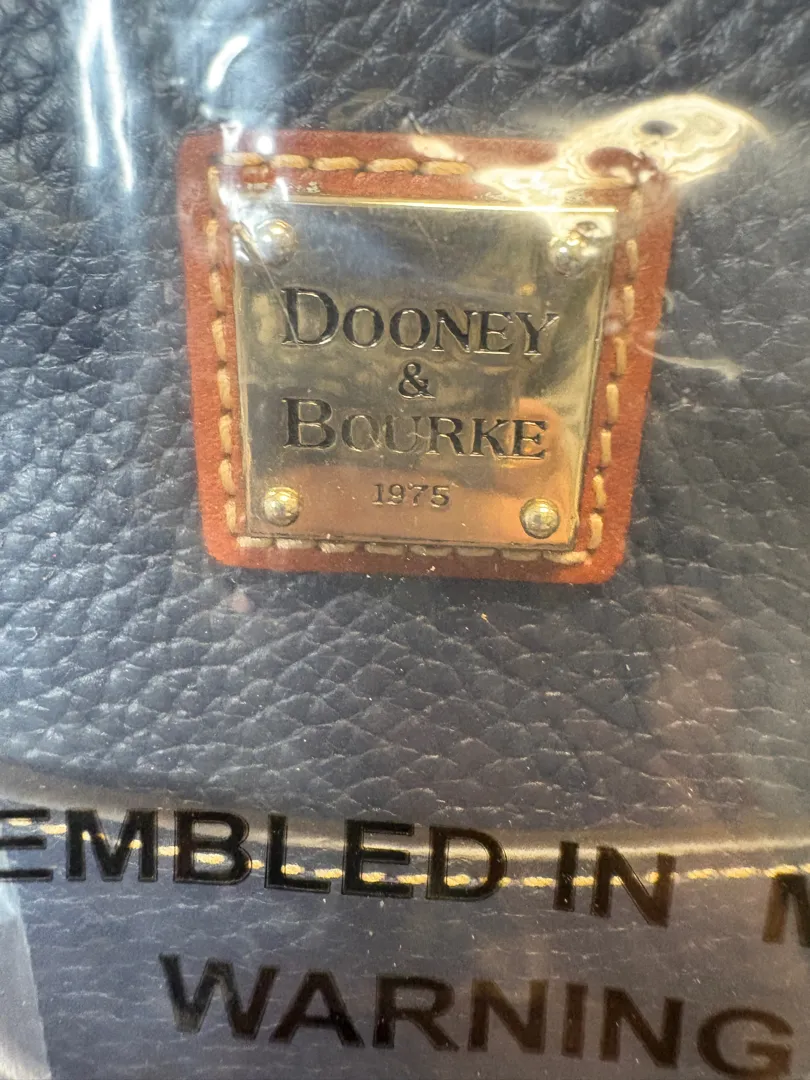 DOONEY
&
BOURKE
1975
EMBLED IN M
WARNING